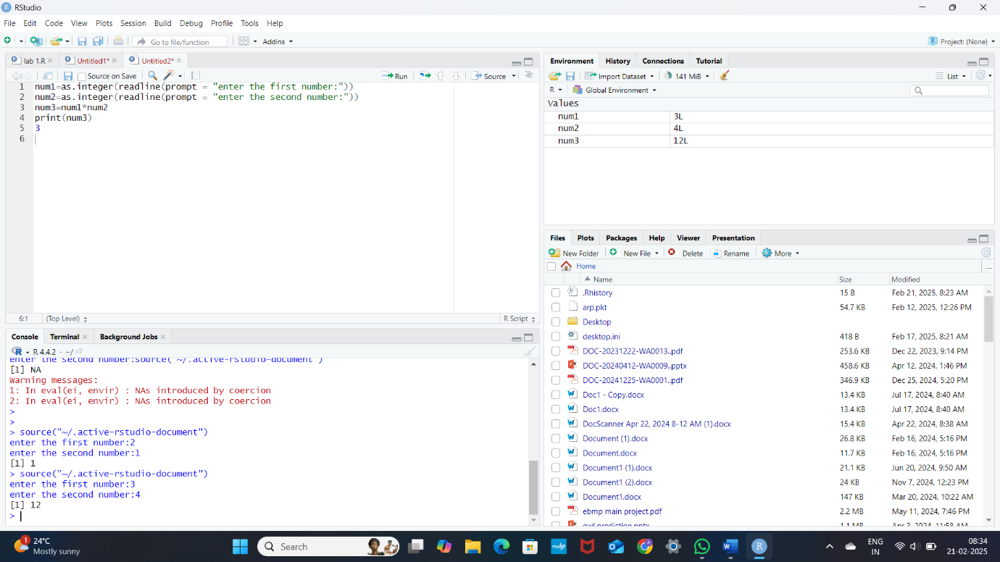 RStudio
File Edit Code View Plots Session Build Debug Profile Tools Help
Go to file/function Addins Project: (None)
lab 1.R Untitled1* Untitled2*
Source on Save Run Source
1 num1=as.integer(readline(prompt = "enter the first number:"))
2 num2=as.integer(readline(prompt = "enter the second number:"))
3 num3=num1*num2
4 print(num3)
5 3
6
6:1 (Top Level) R Script
Console Terminal Background Jobs
R 4.4.2 · ~/
enter the second number:source("~/.active-rstudio-document")
[1] NA
Warning messages:
1: In eval(ei, envir) : NAs introduced by coercion
2: In eval(ei, envir) : NAs introduced by coercion
>
>
> source("~/.active-rstudio-document")
enter the first number:2
enter the second number:1
[1] 1
> source("~/.active-rstudio-document")
enter the first number:3
enter the second number:4
[1] 12
>
Environment History Connections Tutorial
Import Dataset 141 MiB List
R Global Environment
Values
num1 3L
num2 4L
num3 12L
Files Plots Packages Help Viewer Presentation
New Folder New File Delete Rename More
Home ...
Name Size Modified
.Rhistory 15 B Feb 21, 2025, 8:23 AM
arp.pkt 54.7 KB Feb 12, 2025, 12:26 PM
Desktop
desktop.ini 418 B Feb 17, 2025, 8:21 AM
DOC-20231222-WA0013..pdf 253.6 KB Dec 22, 2023, 9:14 PM
DOC-20240412-WA0009..pptx 458.6 KB Apr 12, 2024, 1:46 PM
DOC-20241225-WA0001..pdf 346.9 KB Dec 25, 2024, 5:20 PM
Doc1 - Copy.docx 13.4 KB Jul 17, 2024, 8:40 AM
Doc1.docx 13.4 KB Jul 17, 2024, 8:40 AM
DocScanner Apr 22, 2024 8-12 AM (1).docx 15.4 KB Apr 22, 2024, 8:38 AM
Document (1).docx 26.8 KB Feb 16, 2024, 5:16 PM
Document.docx 11.7 KB Feb 16, 2024, 5:16 PM
Document1 (1).docx 21.1 KB Jun 20, 2024, 9:50 AM
Document1 (2).docx 24 KB Nov 7, 2024, 12:23 PM
Document1.docx 147 KB Mar 20, 2024, 10:22 AM
ebmp main project.pdf 2.2 MB May 11, 2024, 7:46 PM
1.1 MB Apr 3, 2024, 11:58 AM
1
24°C
Mostly sunny
Search
myhp
ENG
IN
08:34
21-02-2025